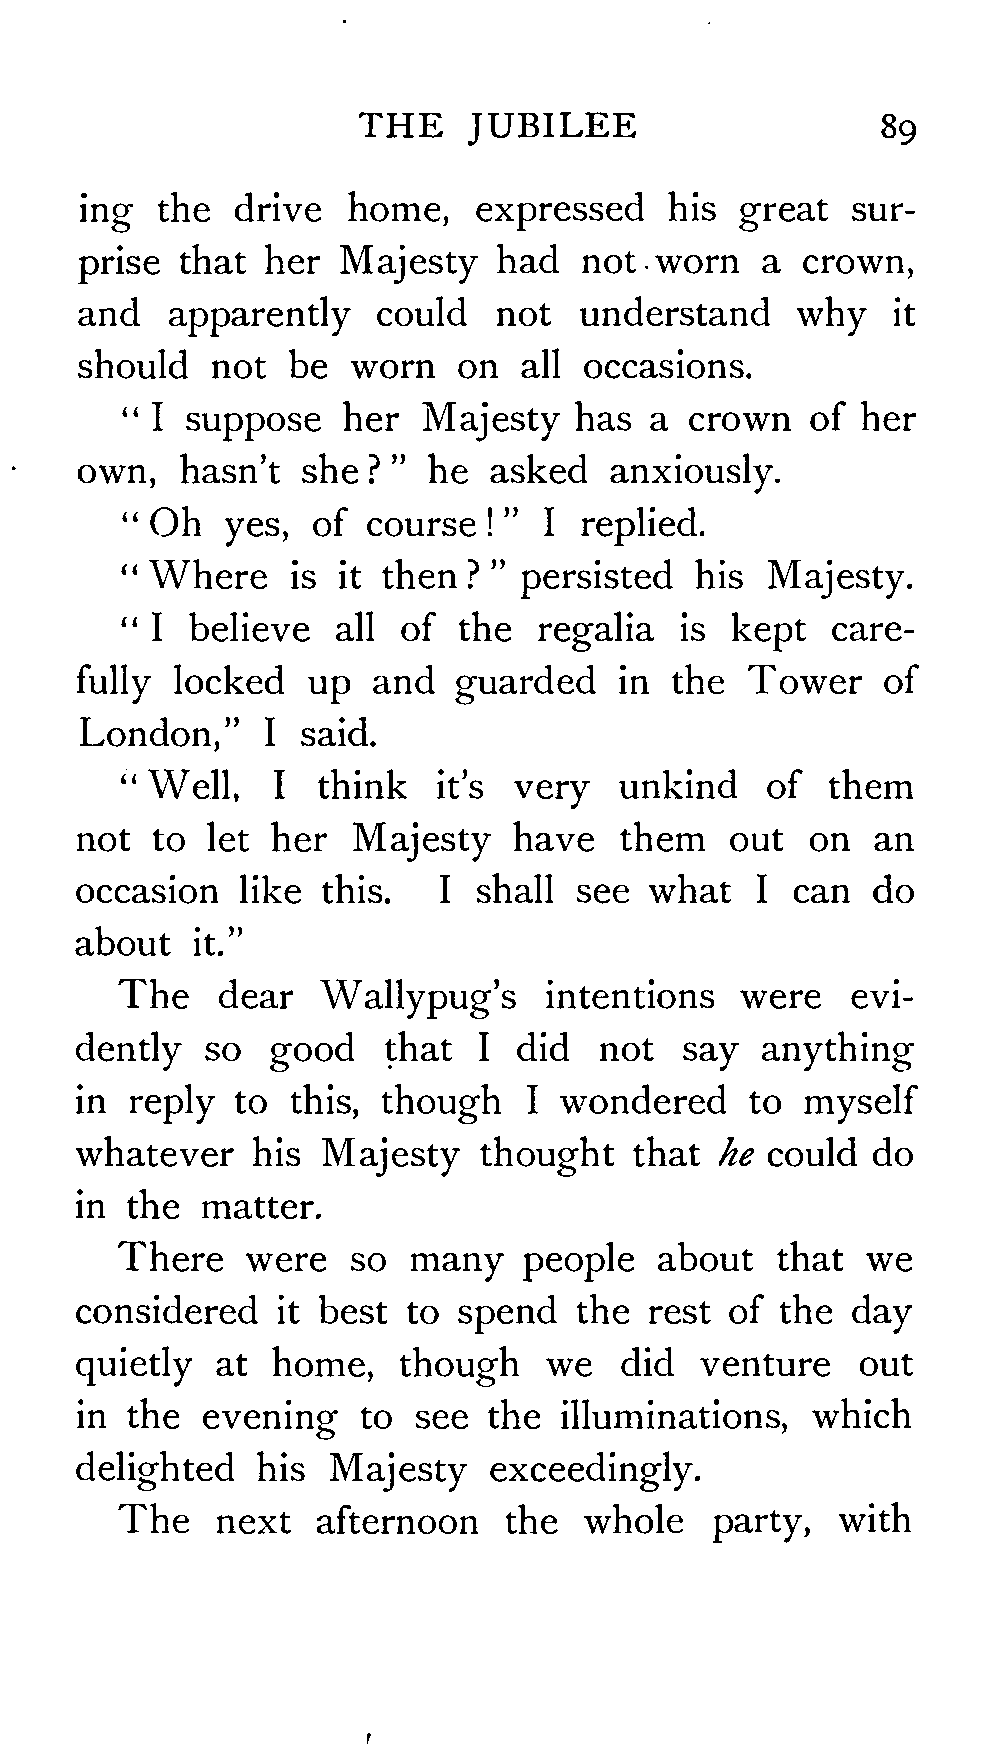 THE JUBILEE 89
ing the drive home, expressed his great sur-
prise that her Majesty had not worn a crown,
and apparently could not understand why it
should not be worn on all occasions.
“I suppose her Majesty has a crown of her
own, hasn't she?” he asked anxiously.
“Oh yes, of course!” I replied.
“Where is it then?” persisted his Majesty.
“I believe all of the regalia is kept care-
fully locked up and guarded in the Tower of
London,” I said.
“Well, I think it's very unkind of them
not to let her Majesty have them out on an
occasion like this. I shall see what I can do
about it.”
The dear Wallypug's intentions were evi-
dently so good that I did not say anything
in reply to this, though I wondered to myself
whatever his Majesty thought that he could do
in the matter.
There were so many people about that we
considered it best to spend the rest of the day
quietly at home, though we did venture out
in the evening to see the illuminations, which
delighted his Majesty exceedingly.
The next afternoon the whole party, with